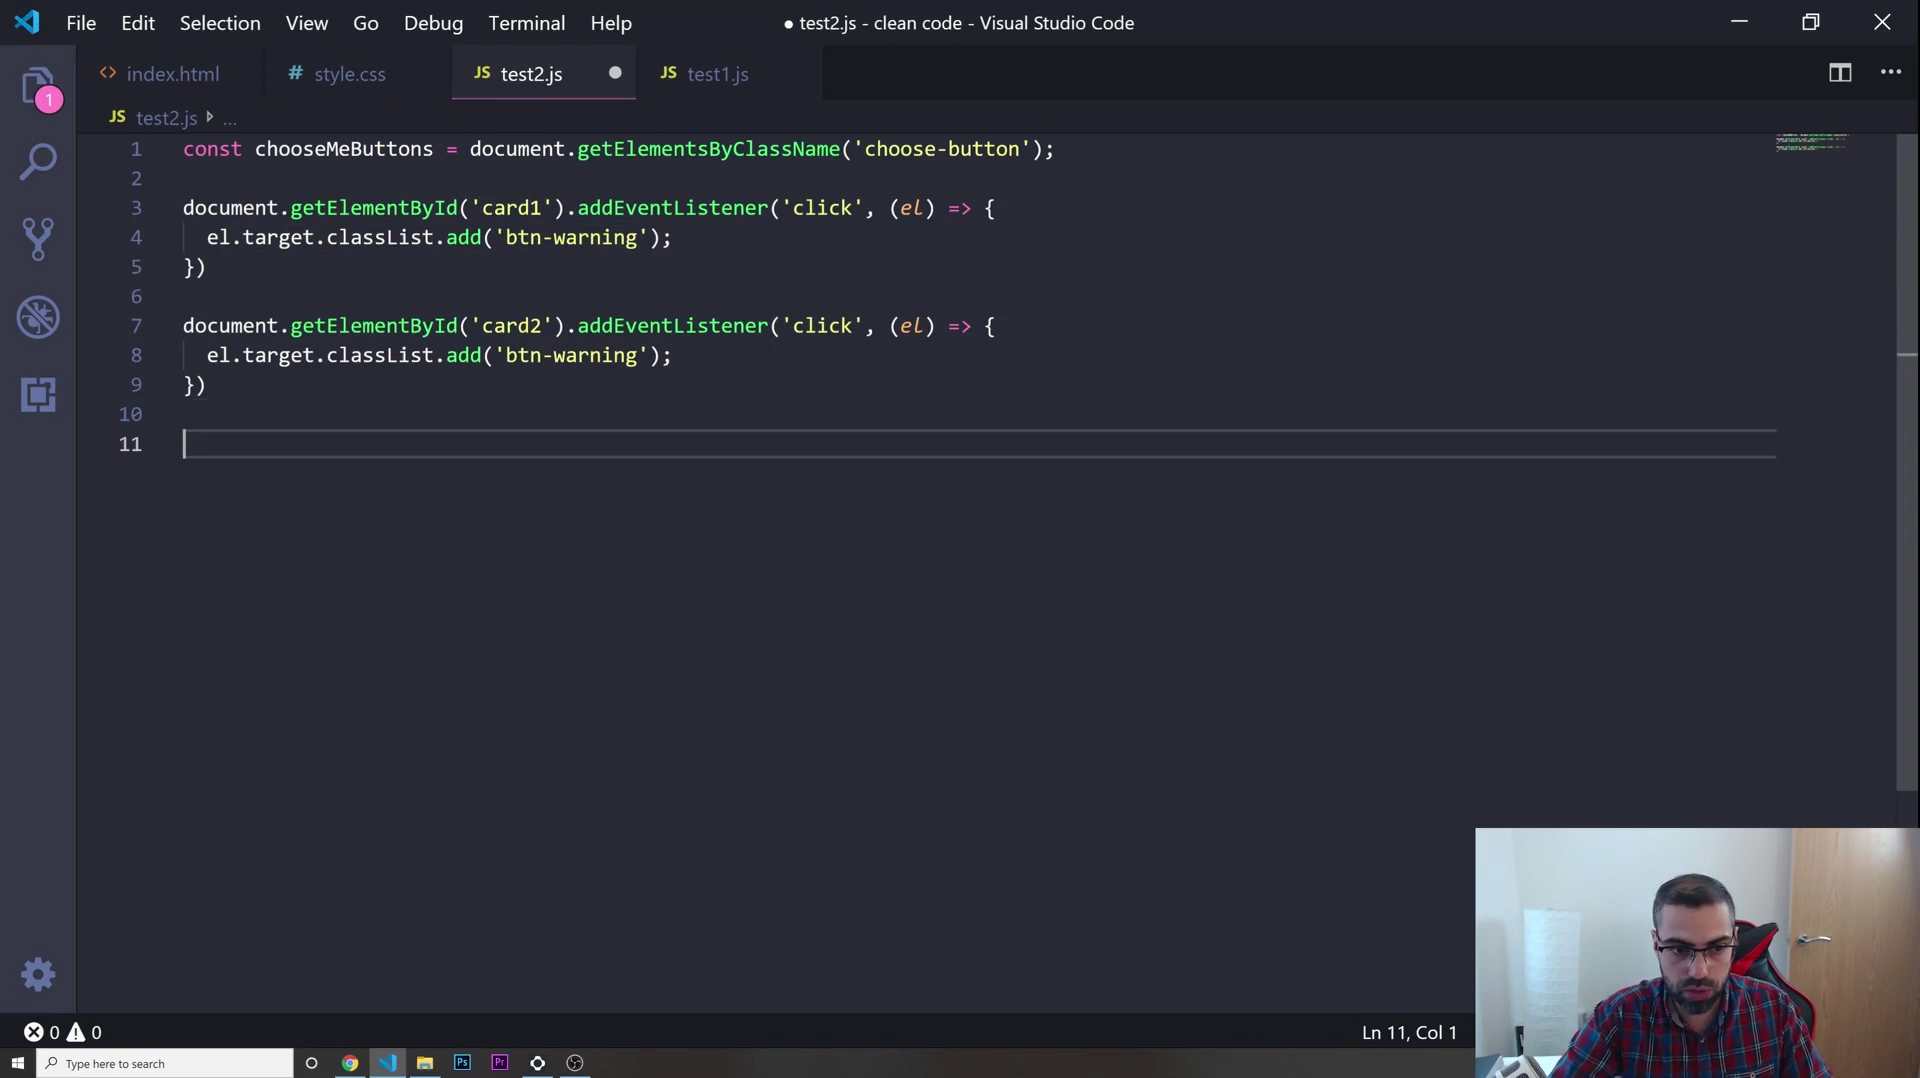 File Edit Selection View Go Debug Terminal Help ● test2.js - clean code - Visual Studio Code
index.html # style.css JS test2.js JS test1.js
1
JS test2.js ...
1 const chooseMeButtons = document.getElementsByClassName('choose-button');
2
3 document.getElementById('card1').addEventListener('click', (el) => {
4 el.target.classList.add('btn-warning');
5 })
6
7 document.getElementById('card2').addEventListener('click', (el) => {
8 el.target.classList.add('btn-warning');
9 })
10
11
0 0 Ln 11, Col 1
Type here to search Ps Pr